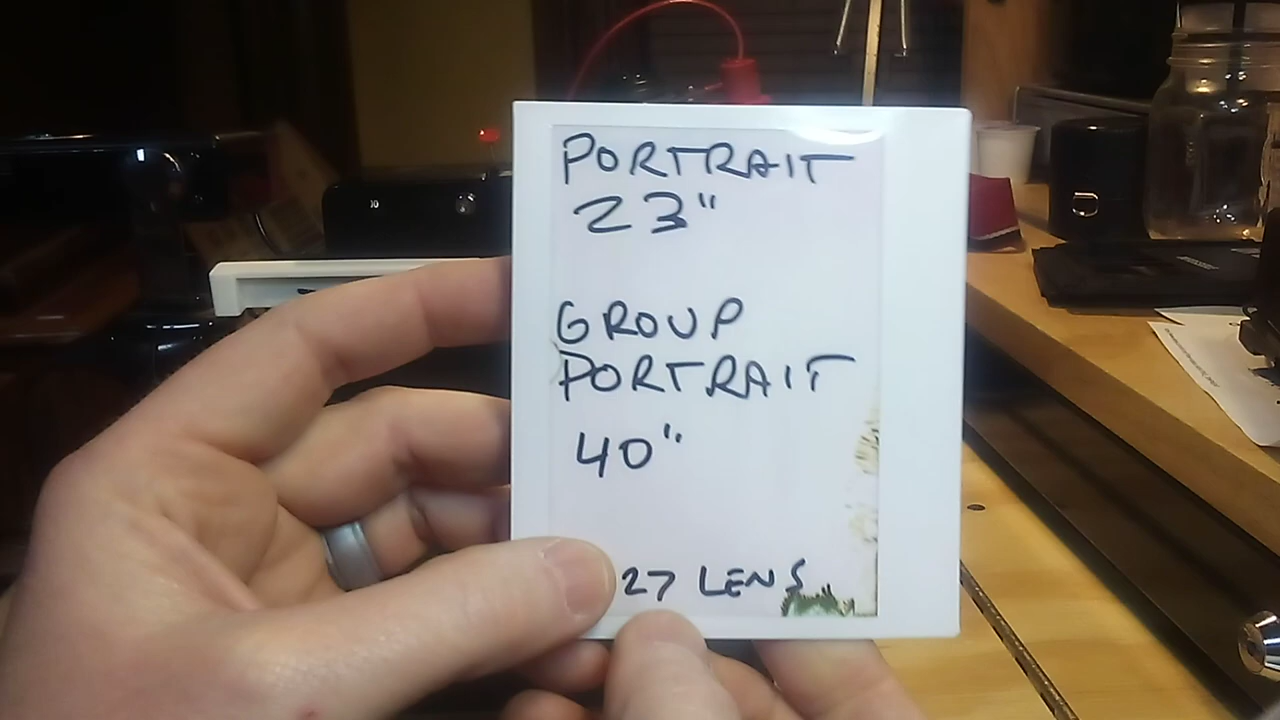 PORTRAIT
23"
GROUP
PORTRAIT
40"
27 LENS